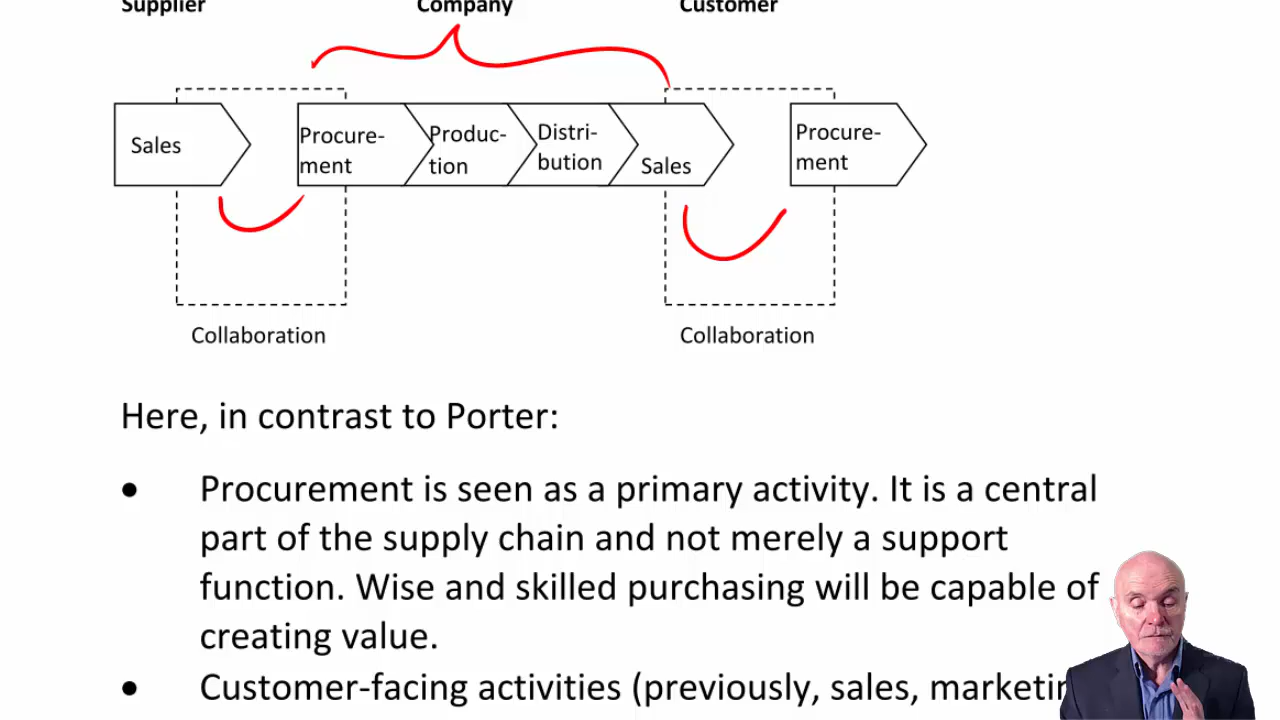 Supplier Company Customer
Sales
Procure-
ment
Produc-
tion
Distri-
bution
Sales
Procure-
ment
Collaboration Collaboration
Here, in contrast to Porter:
• Procurement is seen as a primary activity. It is a central
part of the supply chain and not merely a support
function. Wise and skilled purchasing will be capable of
creating value.
• Customer-facing activities (previously, sales,